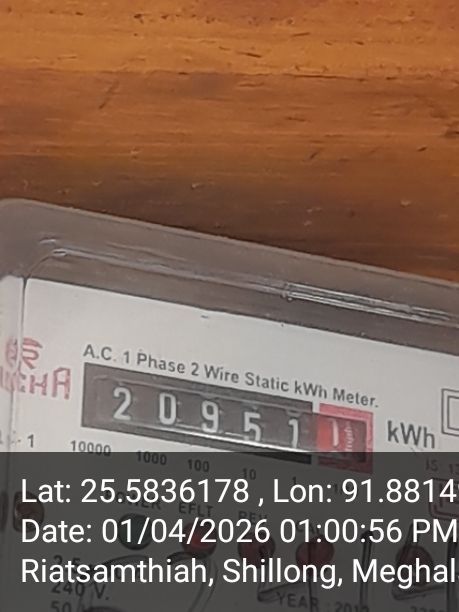 A.C. 1 Phase 2 Wire Static kWh Meter.
2 0 9 5 1 1 kWh
10000 1000 100 10 1
Lat: 25.5836178 , Lon: 91.8814
Date: 01/04/2026 01:00:56 PM
Riatsamthiah, Shillong, Meghal
240 V.